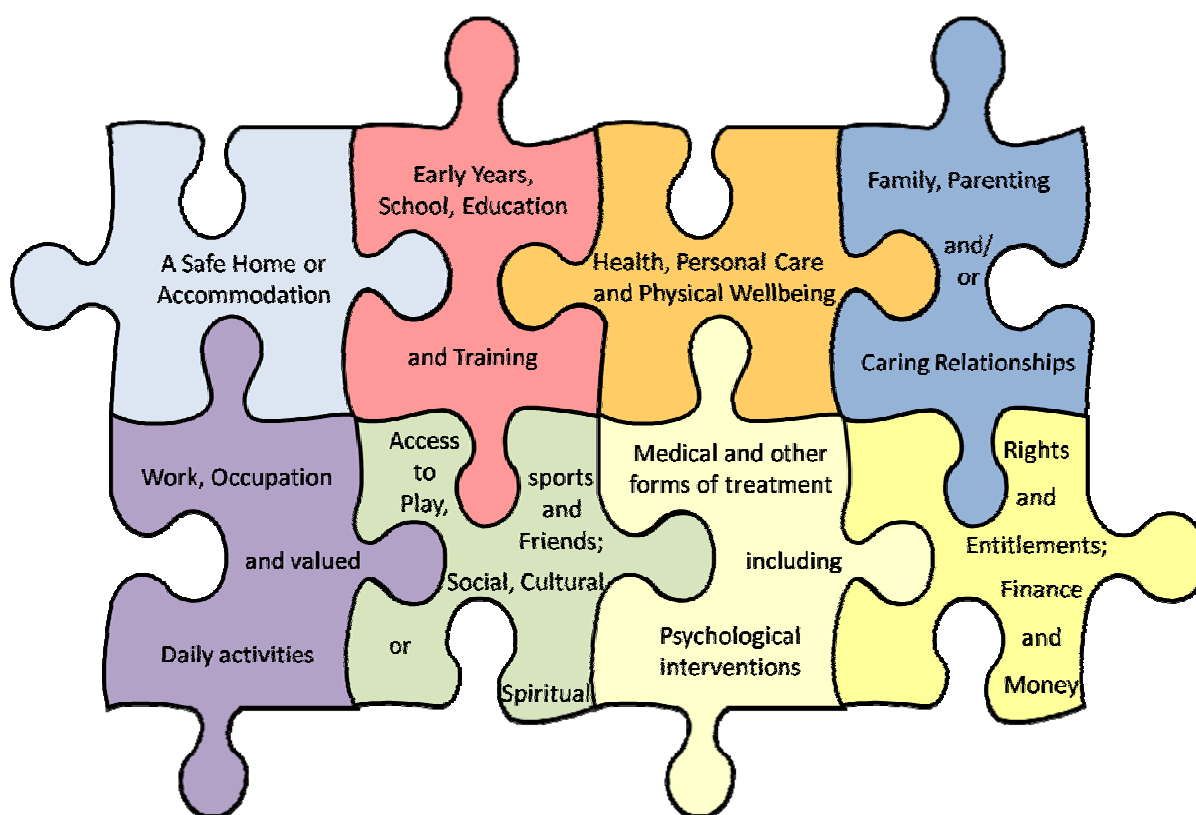 A Safe Home or
Accommodation
Early Years,
School, Education
and Training
Health, Personal Care
and Physical Wellbeing
Family, Parenting
and/
or
Caring Relationships
Work, Occupation
and valued
Daily activities
Access
to
Play,
sports
and
Friends;
Social, Cultural
or
Spiritual
Medical and other
forms of treatment
including
Psychological
interventions
Rights
and
Entitlements;
Finance
and
Money